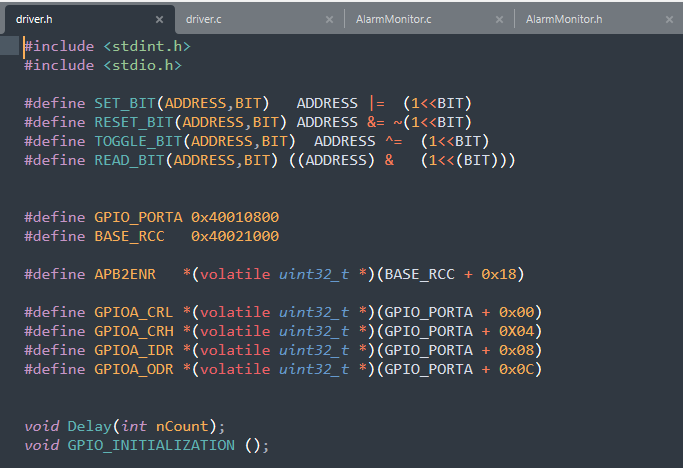 driver.h × driver.c × AlarmMonitor.c × AlarmMonitor.h ×
#include <stdint.h>
#include <stdio.h>
#define SET_BIT(ADDRESS,BIT)   ADDRESS |=  (1<<BIT)
#define RESET_BIT(ADDRESS,BIT) ADDRESS &= ~(1<<BIT)
#define TOGGLE_BIT(ADDRESS,BIT)  ADDRESS ^=  (1<<BIT)
#define READ_BIT(ADDRESS,BIT) ((ADDRESS) &   (1<<(BIT)))
#define GPIO_PORTA 0x40010800
#define BASE_RCC   0x40021000
#define APB2ENR   *(volatile uint32_t *)(BASE_RCC + 0x18)
#define GPIOA_CRL *(volatile uint32_t *)(GPIO_PORTA + 0x00)
#define GPIOA_CRH *(volatile uint32_t *)(GPIO_PORTA + 0X04)
#define GPIOA_IDR *(volatile uint32_t *)(GPIO_PORTA + 0x08)
#define GPIOA_ODR *(volatile uint32_t *)(GPIO_PORTA + 0x0C)
void Delay(int nCount);
void GPIO_INITIALIZATION ();